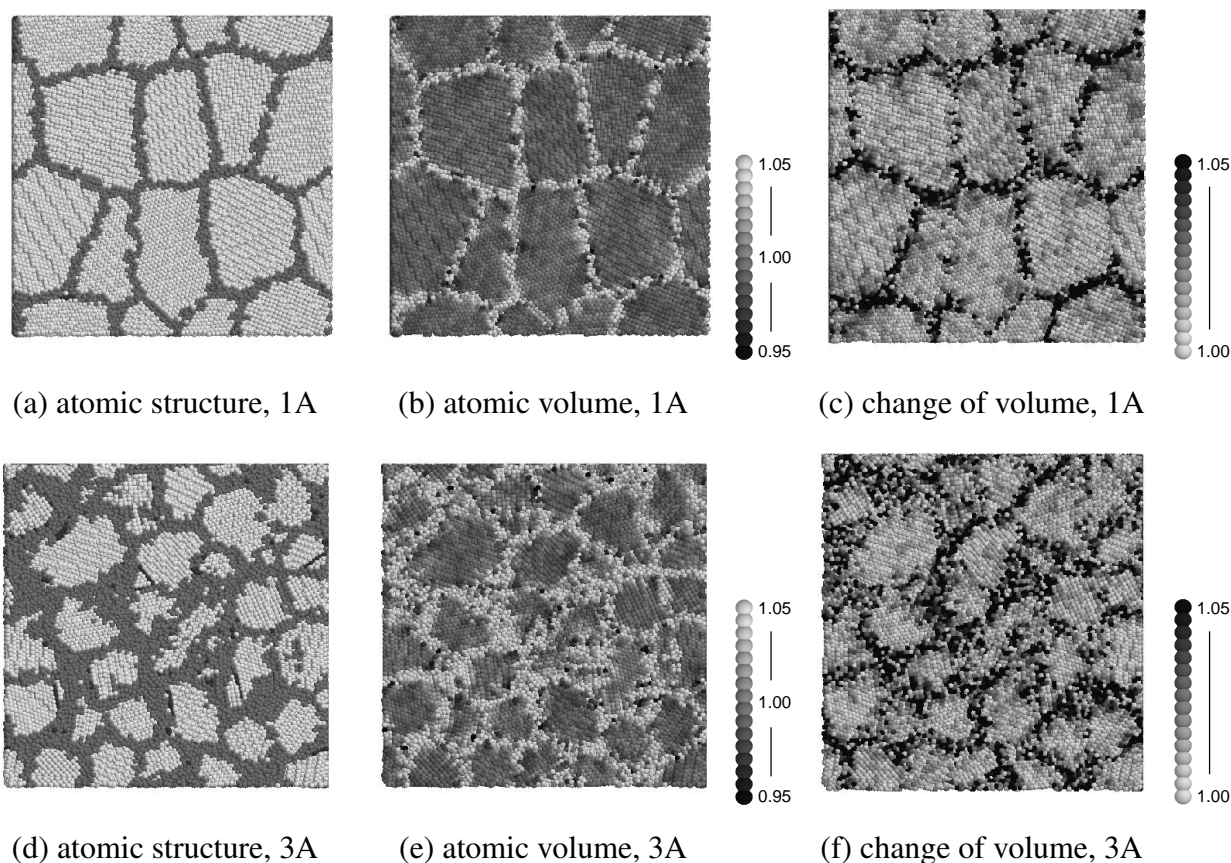 1.05
1.00
0.95
1.05
1.00
(a) atomic structure, 1A
(b) atomic volume, 1A
(c) change of volume, 1A
1.05
1.00
0.95
1.05
1.00
(d) atomic structure, 3A
(e) atomic volume, 3A
(f) change of volume, 3A